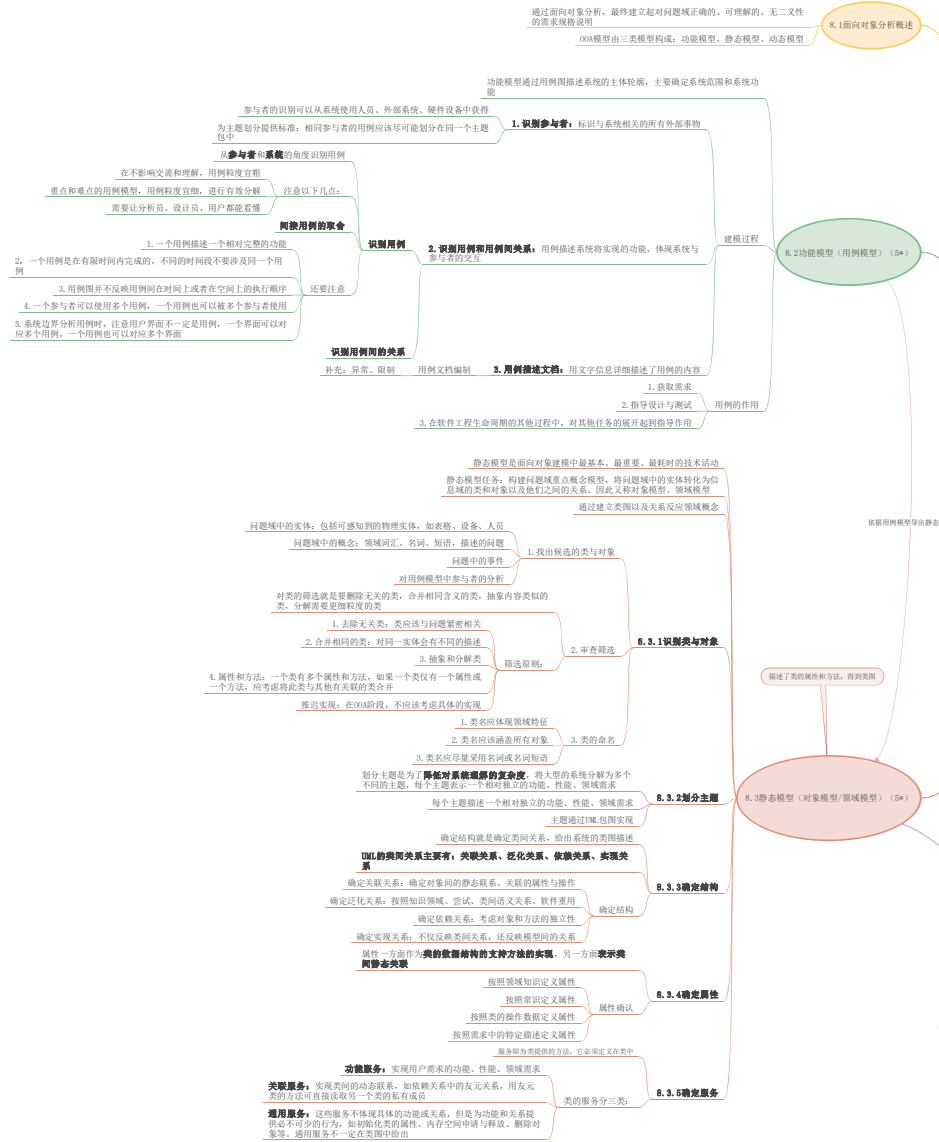 通过面向对象分析，最终建立起对问题域正确的、可理解的、无二义性
的需求规格说明
OOA模型由三类模型构成：功能模型、静态模型、动态模型
8.1面向对象分析概述
功能模型通过用例图描述系统的主体轮廓，主要确定系统范围和系统功
能
参与者的识别可以从系统使用人员、外部系统、硬件设备中获得
为主题划分提供标准：相同参与者的用例应该尽可能划分在同一个主题
包中
1.识别参与者：标识与系统相关的所有外部事物
从参与者和系统的角度识别用例
在不影响交流和理解，用例粒度宜粗
重点和难点的用例模型，用例粒度宜细，进行有效分解
需要让分析员、设计员、用户都能看懂
注意以下几点：
间接用例的取舍
1.一个用例描述一个相对完整的功能
2，一个用例是在有限时间内完成的，不同的时间段不要涉及同一个用
例
3.用例图并不反映用例间在时间上或者在空间上的执行顺序
4.一个参与者可以使用多个用例，一个用例也可以被多个参与者使用
5.系统边界分析用例时，注意用户界面不一定是用例，一个界面可以对
应多个用例，一个用例也可以对应多个界面
还要注意
识别用例
识别用例间的关系
2.识别用例和用例间关系：用例描述系统将实现的功能，体现系统与
参与者的交互
补充：异常、限制
用例文档编制
3.用例描述文档：用文字信息详细描述了用例的内容
建模过程
1.获取需求
2.指导设计与测试
3.在软件工程生命周期的其他过程中，对其他任务的展开起到指导作用
用例的作用
8.2功能模型（用例模型）（5*）
依据用例模型导出静态
静态模型是面向对象建模中最基本、最重要、最耗时的技术活动
静态模型任务：构建问题域重点概念模型，将问题域中的实体转化为信
息域的类和对象以及他们之间的关系。因此又称对象模型、领域模型
通过建立类图以及关系反应领域概念
问题域中的实体：包括可感知到的物理实体，如表格、设备、人员
问题域中的概念：领域词汇、名词、短语，描述的问题
问题中的事件
对用例模型中参与者的分析
1.找出候选的类与对象
对类的筛选就是要删除无关的类，合并相同含义的类，抽象内容类似的
类，分解需要更细粒度的类
1.去除无关类：类应该与问题紧密相关
2.合并相同的类：对同一实体会有不同的描述
3.抽象和分解类
4.属性和方法：一个类有多个属性和方法，如果一个类仅有一个属性或
一个方法，应考虑将此类与其他有关联的类合并
推迟实现：在OOA阶段，不应该考虑具体的实现
筛选原则：
2.审查筛选
1.类名应体现领域特征
2.类名应该涵盖所有对象
3.类名应尽量采用名词或名词短语
3.类的命名
8.3.1识别类与对象
描述了类的属性和方法，得到类图
划分主题是为了降低对系统理解的复杂度，将大型的系统分解为多个
不同的主题，每个主题表示一个相对独立的功能、性能、领域需求
每个主题描述一个相对独立的功能、性能、领域需求
主题通过UML包图实现
8.3.2划分主题
8.3静态模型（对象模型/领域模型）（5*）
确定结构就是确定类间关系，给出系统的类图描述
UML的类间关系主要有：关联关系、泛化关系、依赖关系、实现关
系
确定关联关系：确定对象间的静态联系、关联的属性与操作
确定泛化关系：按照知识领域、尝试、类间语义关系、软件重用
确定依赖关系：考虑对象和方法的独立性
确定实现关系：不仅反映类间关系，还反映模型间的关系
确定结构
8.3.3确定结构
属性一方面作为类的数据结构的支持方法的实现，另一方面表示类
间静态关联
按照领域知识定义属性
按照常识定义属性
按照类的操作数据定义属性
按照需求中的特定描述定义属性
属性确认
8.3.4确定属性
服务即为类提供的方法，它必须定义在类中
功能服务：实现用户需求的功能、性能、领域需求
关联服务：实现类间的动态联系，如依赖关系中的友元关系，用友元
类的方法可直接读取另一个类的私有成员
通用服务：这些服务不体现具体的功能或关系，但是为功能和关系提
供必不可少的行为，如初始化类的属性、内存空间申请与释放、删除对
象等。通用服务不一定在类图中给出
类的服务分三类：
8.3.5确定服务